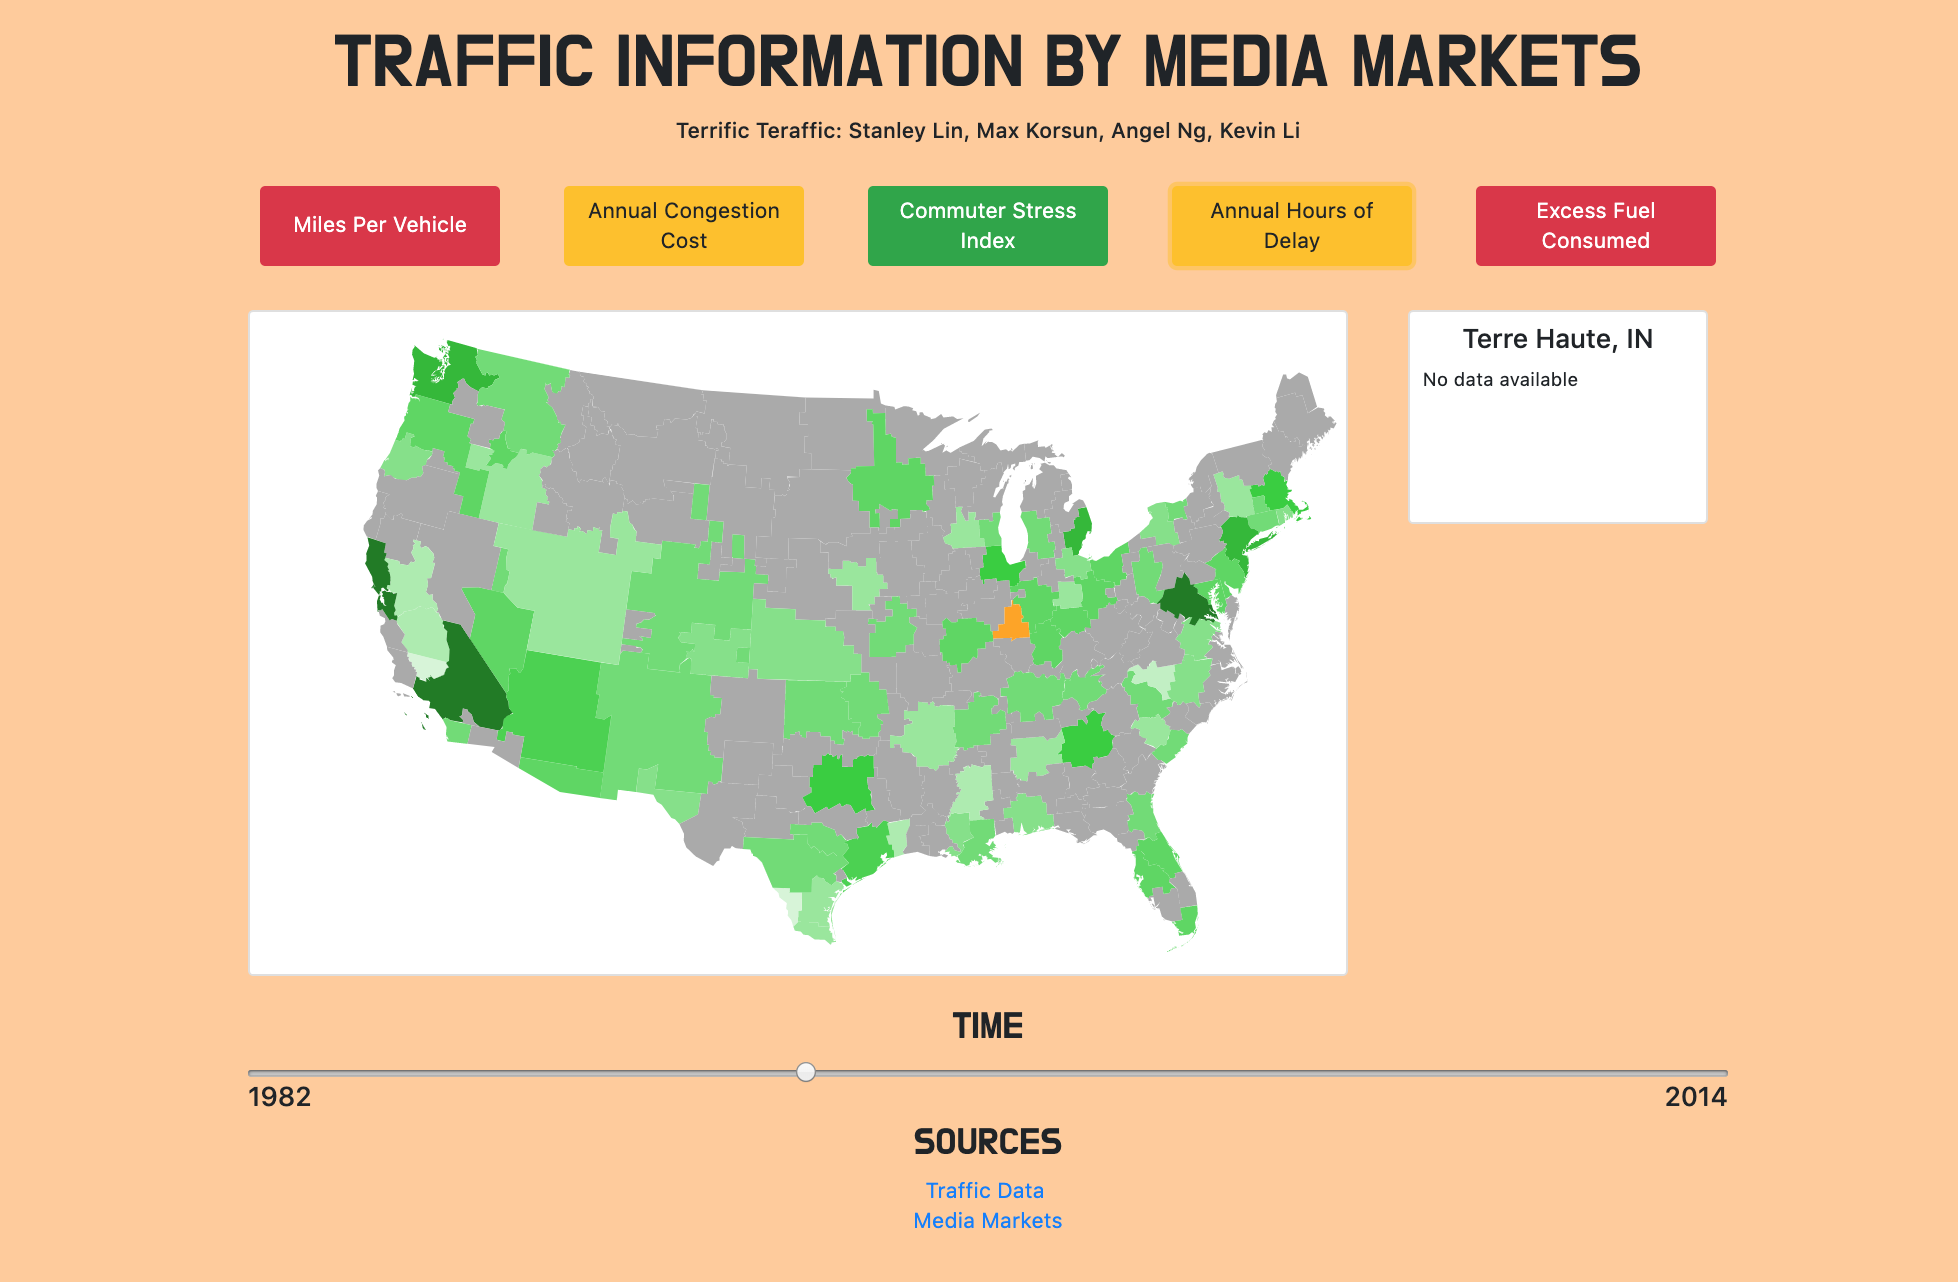 TRAFFIC INFORMATION BY MEDIA MARKETS
Terrific Teraffic: Stanley Lin, Max Korsun, Angel Ng, Kevin Li
Miles Per Vehicle
Annual Congestion
Cost
Commuter Stress
Index
Annual Hours of
Delay
Excess Fuel
Consumed
Terre Haute, IN
No data available
TIME
1982
2014
SOURCES
Traffic Data
Media Markets